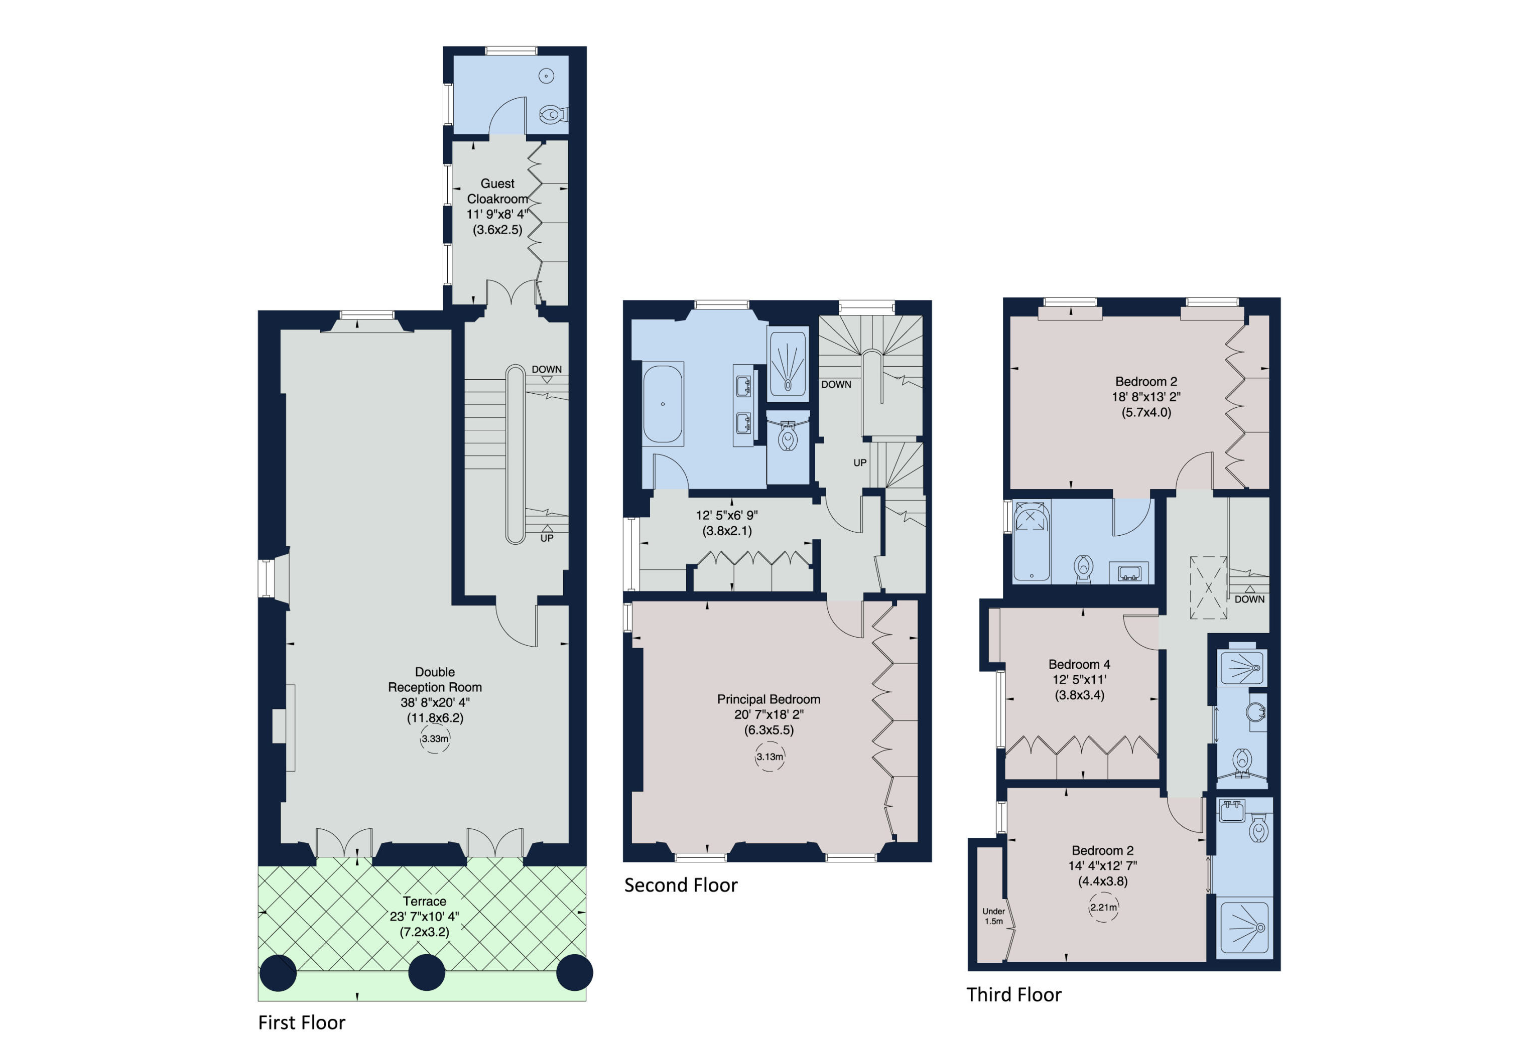 Guest
Cloakroom
11' 9"x8' 4"
(3.6x2.5)
DOWN
UP
Double
Reception Room
38' 8"x20' 4"
(11.8x6.2)
3.33m
Terrace
23' 7"x10' 4"
(7.2x3.2)
First Floor
DOWN
UP
12' 5"x6' 9"
(3.8x2.1)
Principal Bedroom
20' 7"x18' 2"
(6.3x5.5)
3.13m
Second Floor
Bedroom 2
18' 8"x13' 2"
(5.7x4.0)
DOWN
Bedroom 4
12' 5"x11'
(3.8x3.4)
Bedroom 2
14' 4"x12' 7"
(4.4x3.8)
2.21m
Under
1.5m
Third Floor